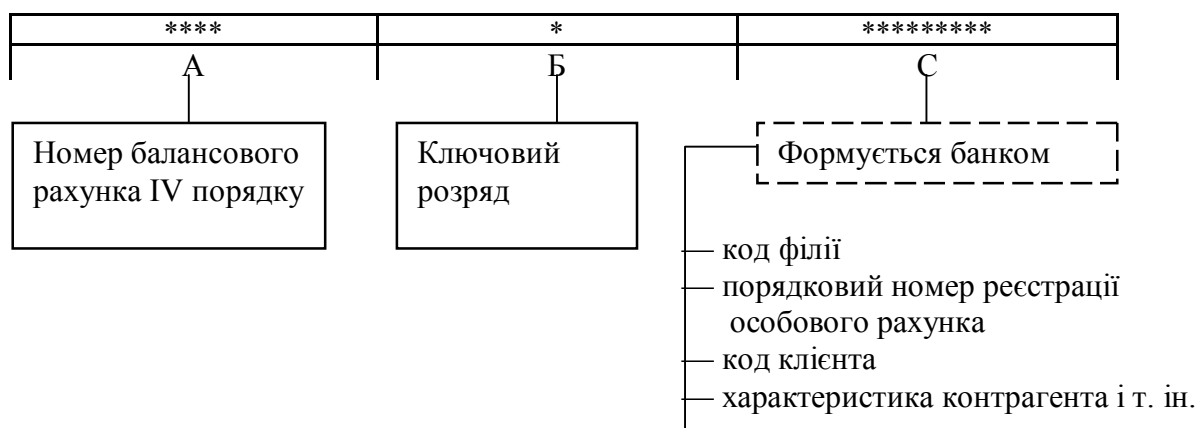 **** * *********
А Б С
Номер балансового
рахунка IV порядку
Ключовий
розряд
Формується банком
код філії
порядковий номер реєстрації
особового рахунка
код клієнта
характеристика контрагента і т. ін.